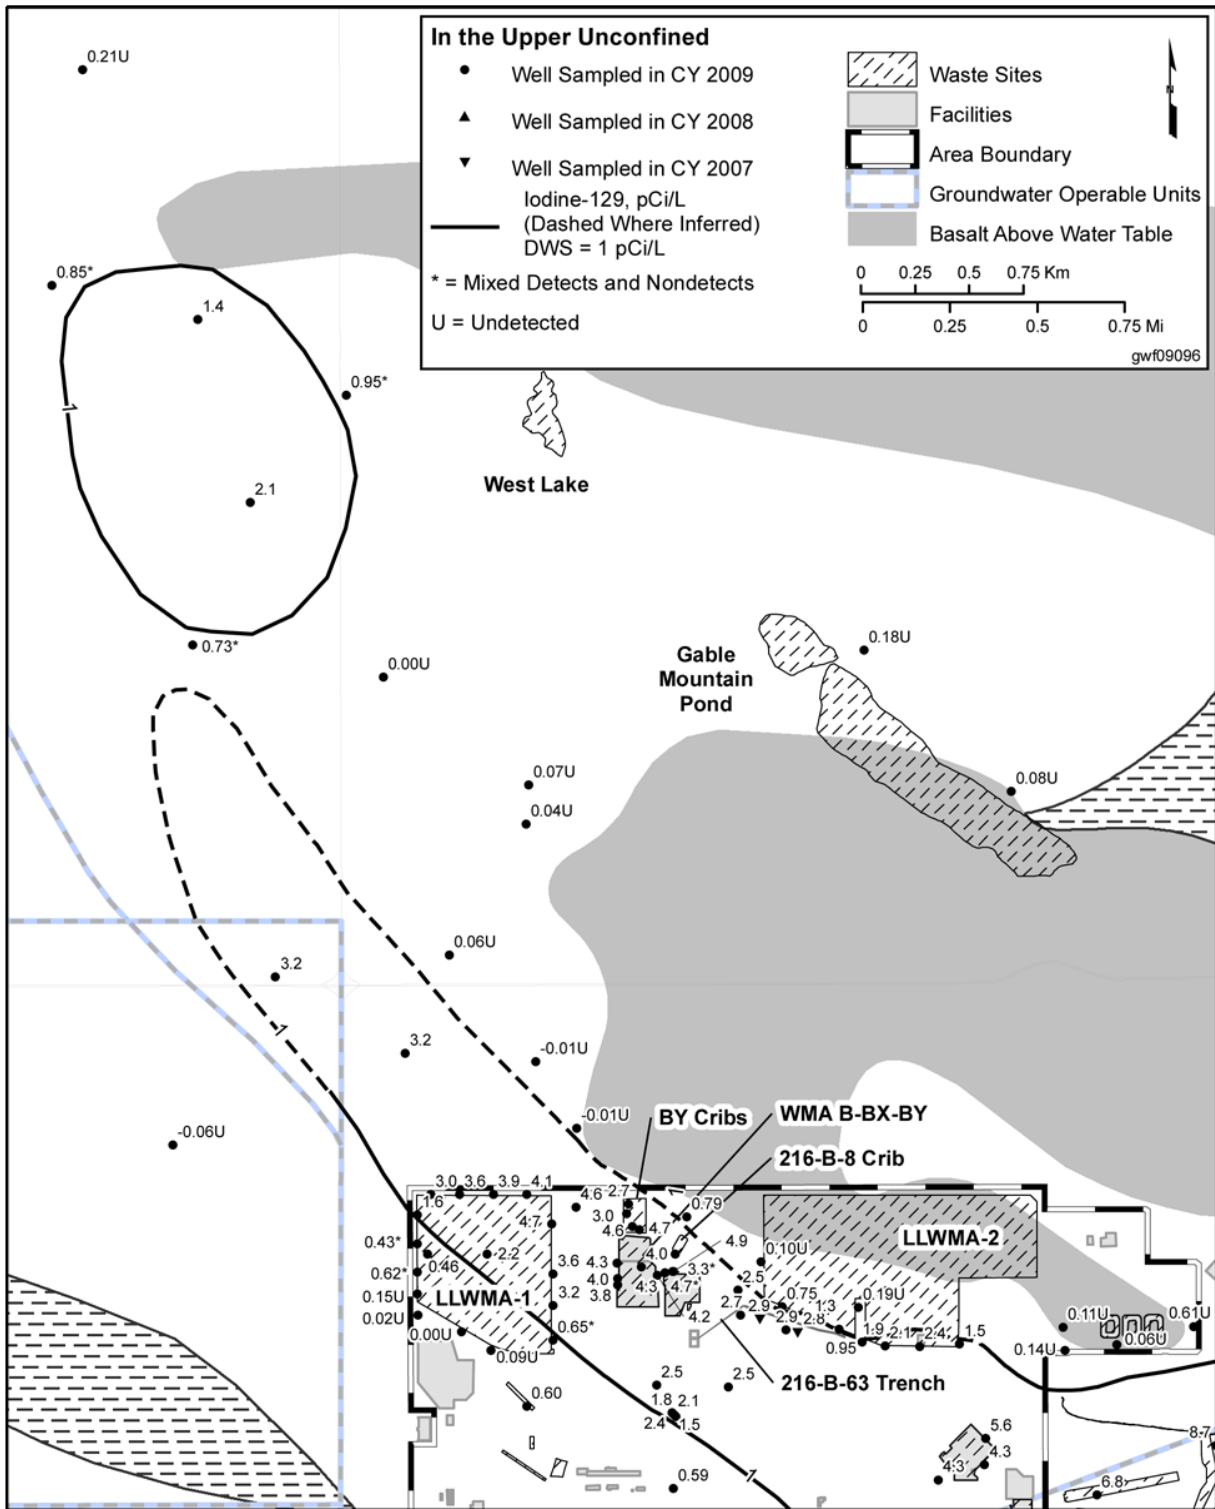 0.21U
In the Upper Unconfined
Well Sampled in CY 2009
Well Sampled in CY 2008
Well Sampled in CY 2007
Iodine-129, pCi/L
(Dashed Where Inferred)
DWS = 1 pCi/L
* = Mixed Detects and Nondetects
U = Undetected
Waste Sites
Facilities
Area Boundary
Groundwater Operable Units
Basalt Above Water Table
0 0.25 0.5 0.75 Km
0 0.25 0.5 0.75 Mi
gwf09096
N
0.85*
1.4
0.95*
1
2.1
West Lake
0.73*
0.00U
Gable
Mountain
Pond
0.18U
0.07U
0.04U
0.08U
0.06U
3.2
1
3.2
-0.01U
-0.01U
-0.06U
BY Cribs
WMA B-BX-BY
216-B-8 Crib
3.0 3.6 3.9 4.1
1.6
4.6 2.7
3.0
1
0.79
4.7
4.6 4.7
4.9
LLWMA-2
0.43*
0.46
2.2
3.6
4.3
4.0
0.10U
0.62*
4.0
4.3
3.3*
4.7*
2.5
0.15U
LLWMA-1
3.2
3.8
4.2
2.7 2.9
0.75
1.3
0.19U
0.02U
0.00U
0.65*
2.9 2.8
0.95
1.9 2.1 2.4 1.5
0.11U
0.06U
0.61U
0.09U
0.14U
0.60
2.5
2.5
216-B-63 Trench
1.8 2.1
2.4 1.5
1
0.59
5.6
4.3
4.3
8.7
6.8